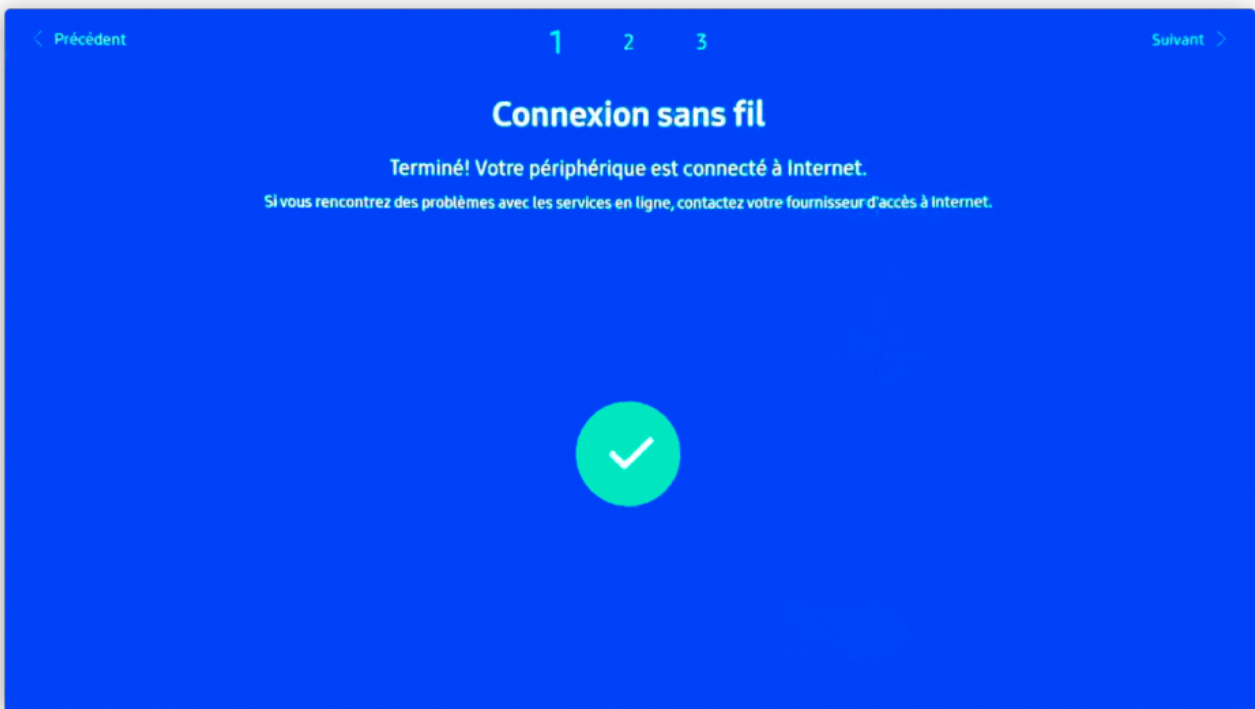 Précédent
1 2 3
Suivant
Connexion sans fil
Terminé! Votre périphérique est connecté à Internet.
Si vous rencontrez des problèmes avec les services en ligne, contactez votre fournisseur d'accès à Internet.